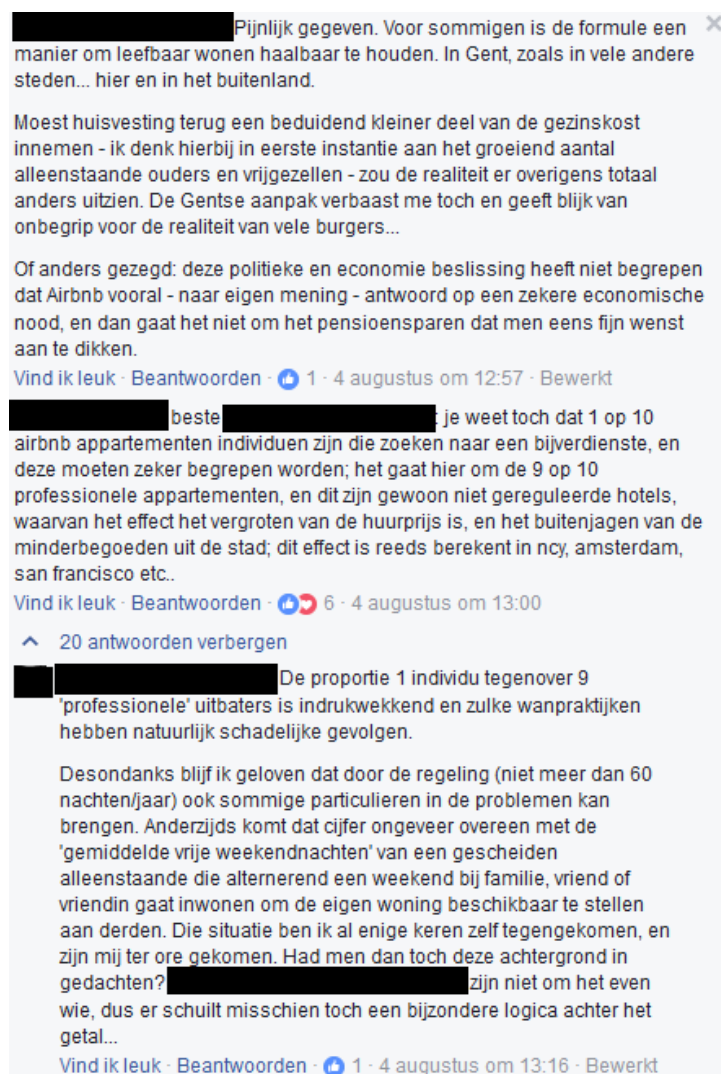 Pijnlijk gegeven. Voor sommigen is de formule een
manier om leefbaar wonen haalbaar te houden. In Gent, zoals in vele andere
steden... hier en in het buitenland.
Moest huisvesting terug een beduidend kleiner deel van de gezinskost
innemen - ik denk hierbij in eerste instantie aan het groeiend aantal
alleenstaande ouders en vrijgezellen - zou de realiteit er overigens totaal
anders uitzien. De Gentse aanpak verbaast me toch en geeft blijk van
onbegrip voor de realiteit van vele burgers...
Of anders gezegd: deze politieke en economie beslissing heeft niet begrepen
dat Airbnb vooral - naar eigen mening - antwoord op een zekere economische
nood, en dan gaat het niet om het pensioensparen dat men eens fijn wenst
aan te dikken.
Vind ik leuk · Beantwoorden · 1 · 4 augustus om 12:57 · Bewerkt
beste : je weet toch dat 1 op 10
airbnb appartementen individuen zijn die zoeken naar een bijverdienste, en
deze moeten zeker begrepen worden; het gaat hier om de 9 op 10
professionele appartementen, en dit zijn gewoon niet gereguleerde hotels,
waarvan het effect het vergroten van de huurprijs is, en het buitenjagen van de
minderbegoeden uit de stad; dit effect is reeds berekent in ncy, amsterdam,
san francisco etc..
Vind ik leuk · Beantwoorden · 6 · 4 augustus om 13:00
20 antwoorden verbergen
De proportie 1 individu tegenover 9
'professionele' uitbaters is indrukwekkend en zulke wanpraktijken
hebben natuurlijk schadelijke gevolgen.
Desondanks blijf ik geloven dat door de regeling (niet meer dan 60
nachten/jaar) ook sommige particulieren in de problemen kan
brengen. Anderzijds komt dat cijfer ongeveer overeen met de
'gemiddelde vrije weekendnachten' van een gescheiden
alleenstaande die alternerend een weekend bij familie, vriend of
vriendin gaat inwonen om de eigen woning beschikbaar te stellen
aan derden. Die situatie ben ik al enige keren zelf tegengekomen, en
zijn mij ter ore gekomen. Had men dan toch deze achtergrond in
gedachten? zijn niet om het even
wie, dus er schuilt misschien toch een bijzondere logica achter het
getal...
Vind ik leuk · Beantwoorden · 1 · 4 augustus om 13:16 · Bewerkt